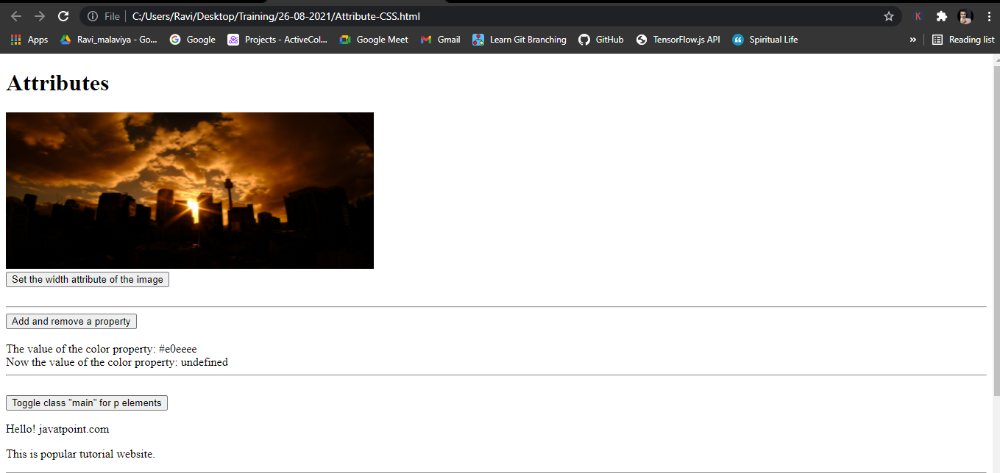 File C:/Users/Ravi/Desktop/Training/26-08-2021/Attribute-CSS.html K
Apps Ravi_malaviya - Go... Google Projects - ActiveCol... Google Meet Gmail Learn Git Branching GitHub TensorFlow.js API Spiritual Life » Reading list
Attributes
Set the width attribute of the image
Add and remove a property
The value of the color property: #e0eeee
Now the value of the color property: undefined
Toggle class "main" for p elements
Hello! javatpoint.com
This is popular tutorial website.